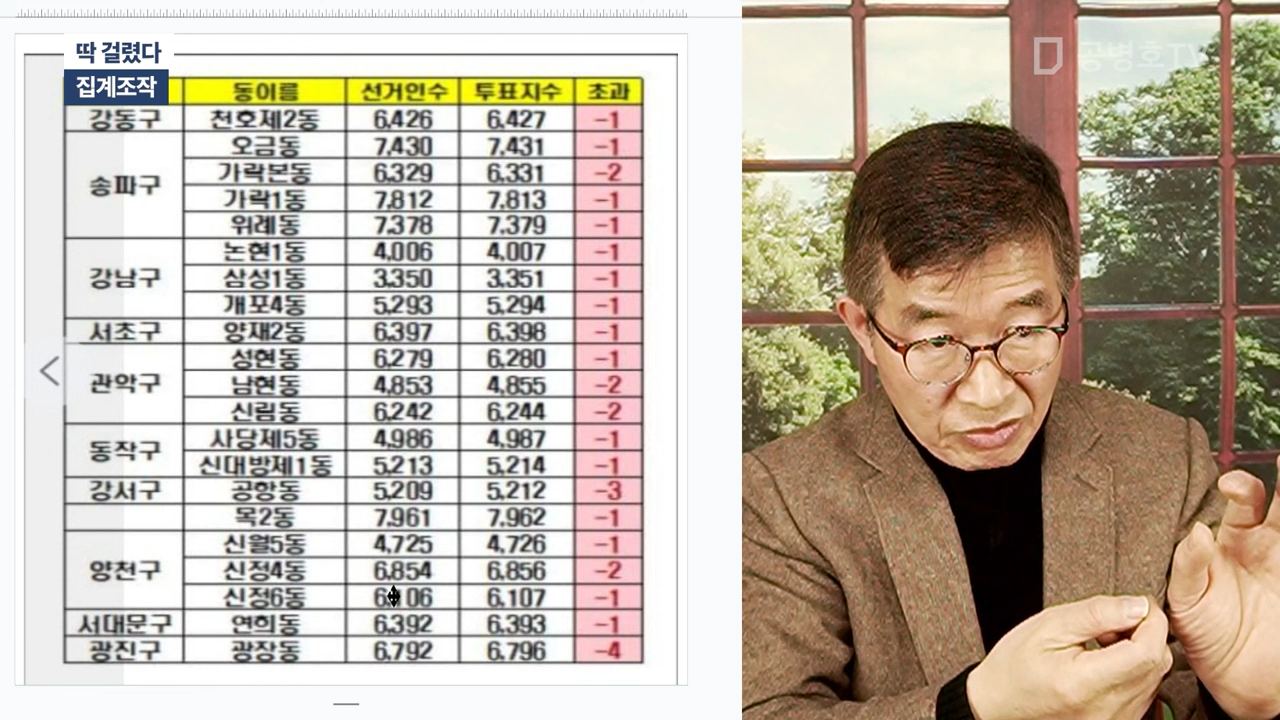 딱 걸렸다
집계조작
공병호TV
동이름 선거인수 투표지수 초과
강동구 천호제2동 6,426 6,427 -1
송파구 오금동 7,430 7,431 -1
가락본동 6,329 6,331 -2
가락1동 7,812 7,813 -1
위례동 7,378 7,379 -1
강남구 논현1동 4,006 4,007 -1
삼성1동 3,350 3,351 -1
개포4동 5,293 5,294 -1
서초구 양재2동 6,397 6,398 -1
관악구 성현동 6,279 6,280 -1
남현동 4,853 4,855 -2
신림동 6,242 6,244 -2
동작구 사당제5동 4,986 4,987 -1
신대방제1동 5,213 5,214 -1
강서구 공항동 5,209 5,212 -3
목2동 7,961 7,962 -1
양천구 신월5동 4,725 4,726 -1
신정4동 6,854 6,856 -2
신정6동 6,107 -1
서대문구 연희동 6,392 6,393 -1
광진구 광장동 6,792 6,796 -4